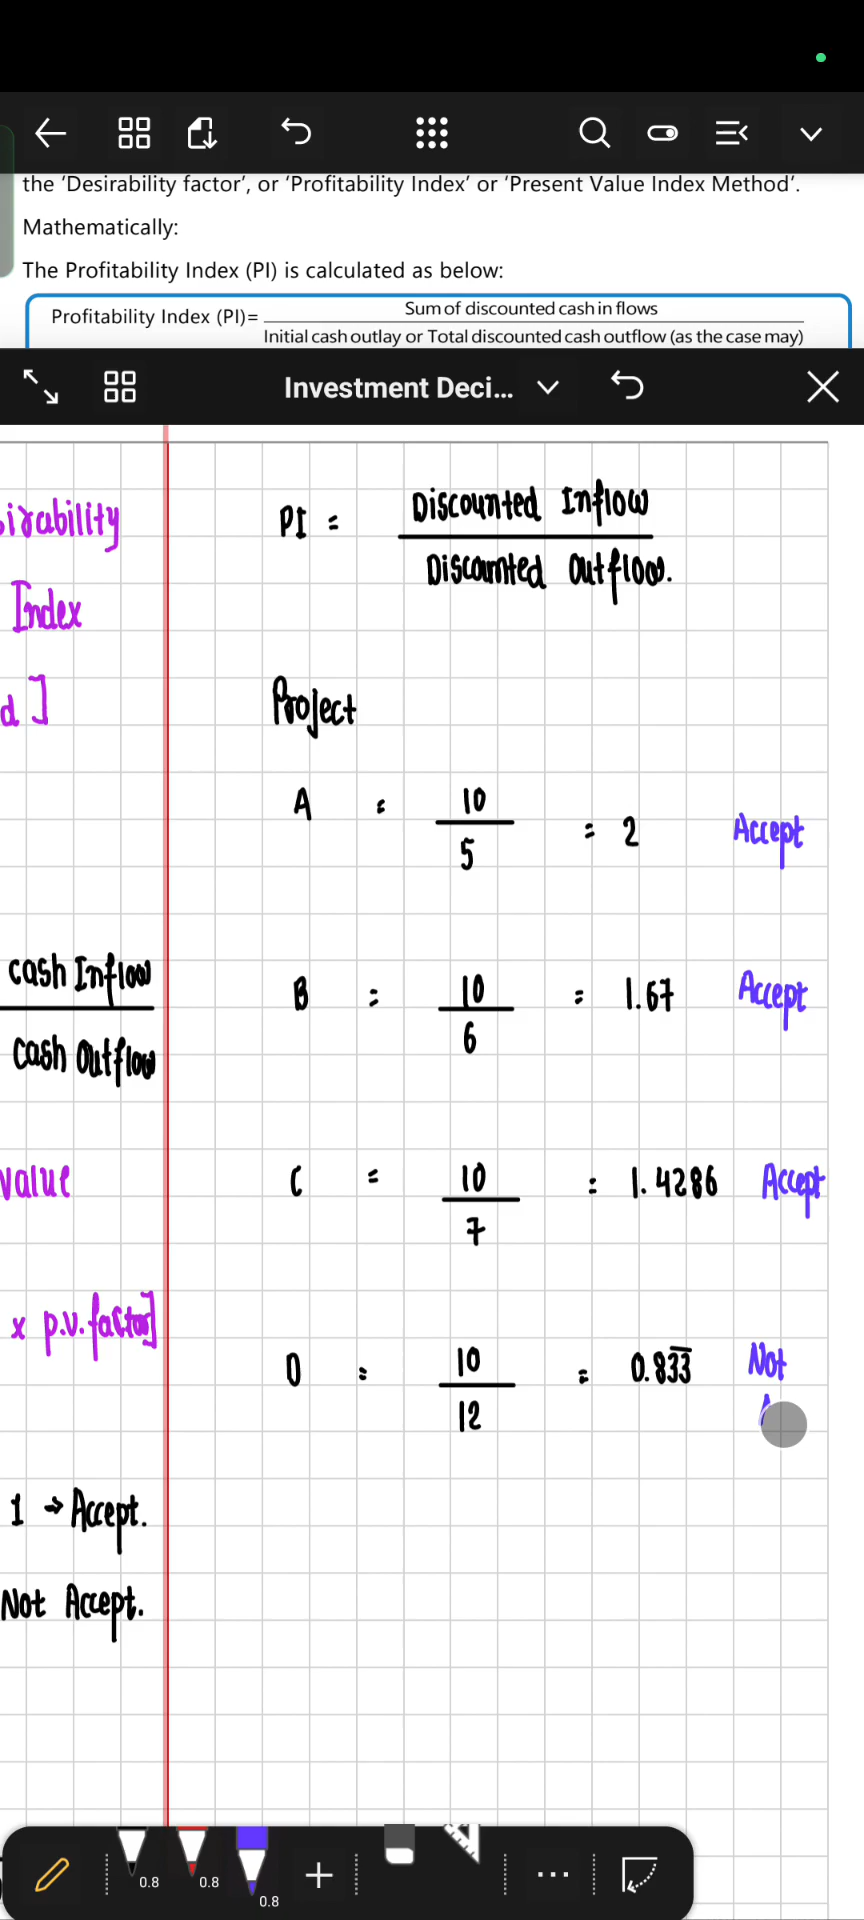 the ‘Desirability factor’, or ‘Profitability Index’ or ‘Present Value Index Method’.
Mathematically:
The Profitability Index (PI) is calculated as below:
Profitability Index (PI)= Sum of discounted cash in flows
Initial cash outlay or Total discounted cash outflow (as the case may)
Investment Deci...
sirability
Index
d ]
PI = Discounted Inflow
Discounted Outflow.
Project
A = 10
5
= 2 Accept
cash Inflow
cash Outflow
B = 10
6
= 1.67 Accept
value
C = 10
7
= 1.4286 Accept
x p.v. factor]
D = 10
12
= 0.833 Not
1 → Accept.
Not Accept.
0.8 0.8 0.8